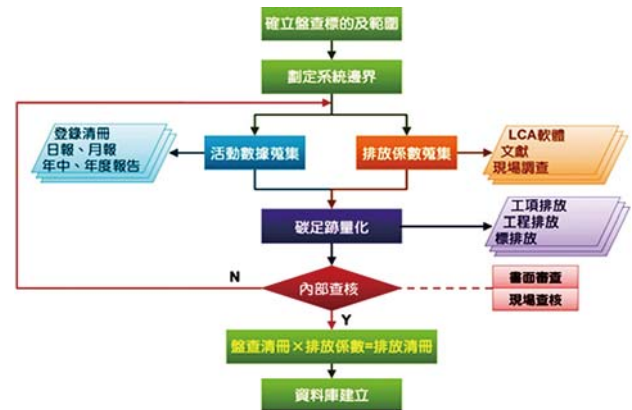 確立盤查標的及範圍
劃定系統邊界
登錄清冊
日報、月報
年中、年度報告
活動數據蒐集
排放係數蒐集
LCA軟體
文獻
現場調查
碳足跡量化
工項排放
工程排放
標排放
N
內部查核
書面審查
現場查核
Y
盤查清冊×排放係數=排放清冊
資料庫建立